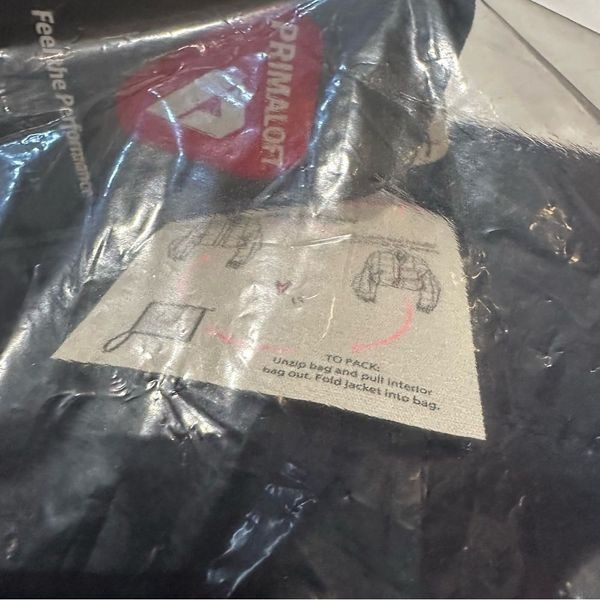 PRIMALOFT
Feel the Performance
TO PACK:
Unzip bag and pull interior
bag out. Fold jacket into bag.